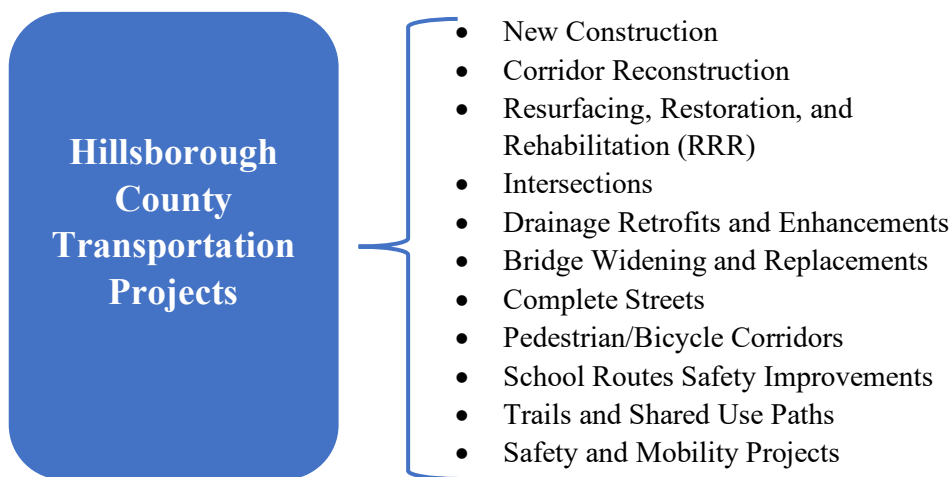 Hillsborough
County
Transportation
Projects
• New Construction
• Corridor Reconstruction
• Resurfacing, Restoration, and
Rehabilitation (RRR)
• Intersections
• Drainage Retrofits and Enhancements
• Bridge Widening and Replacements
• Complete Streets
• Pedestrian/Bicycle Corridors
• School Routes Safety Improvements
• Trails and Shared Use Paths
• Safety and Mobility Projects